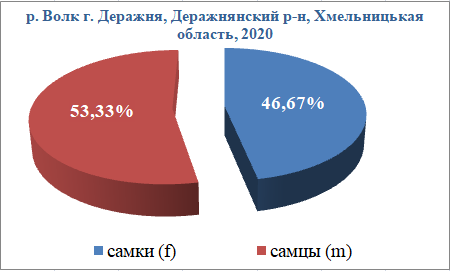 р. Волк г. Деражня, Деражнянский р-н, Хмельницькая
область, 2020
53,33%
46,67%
самки (f)
самцы (m)